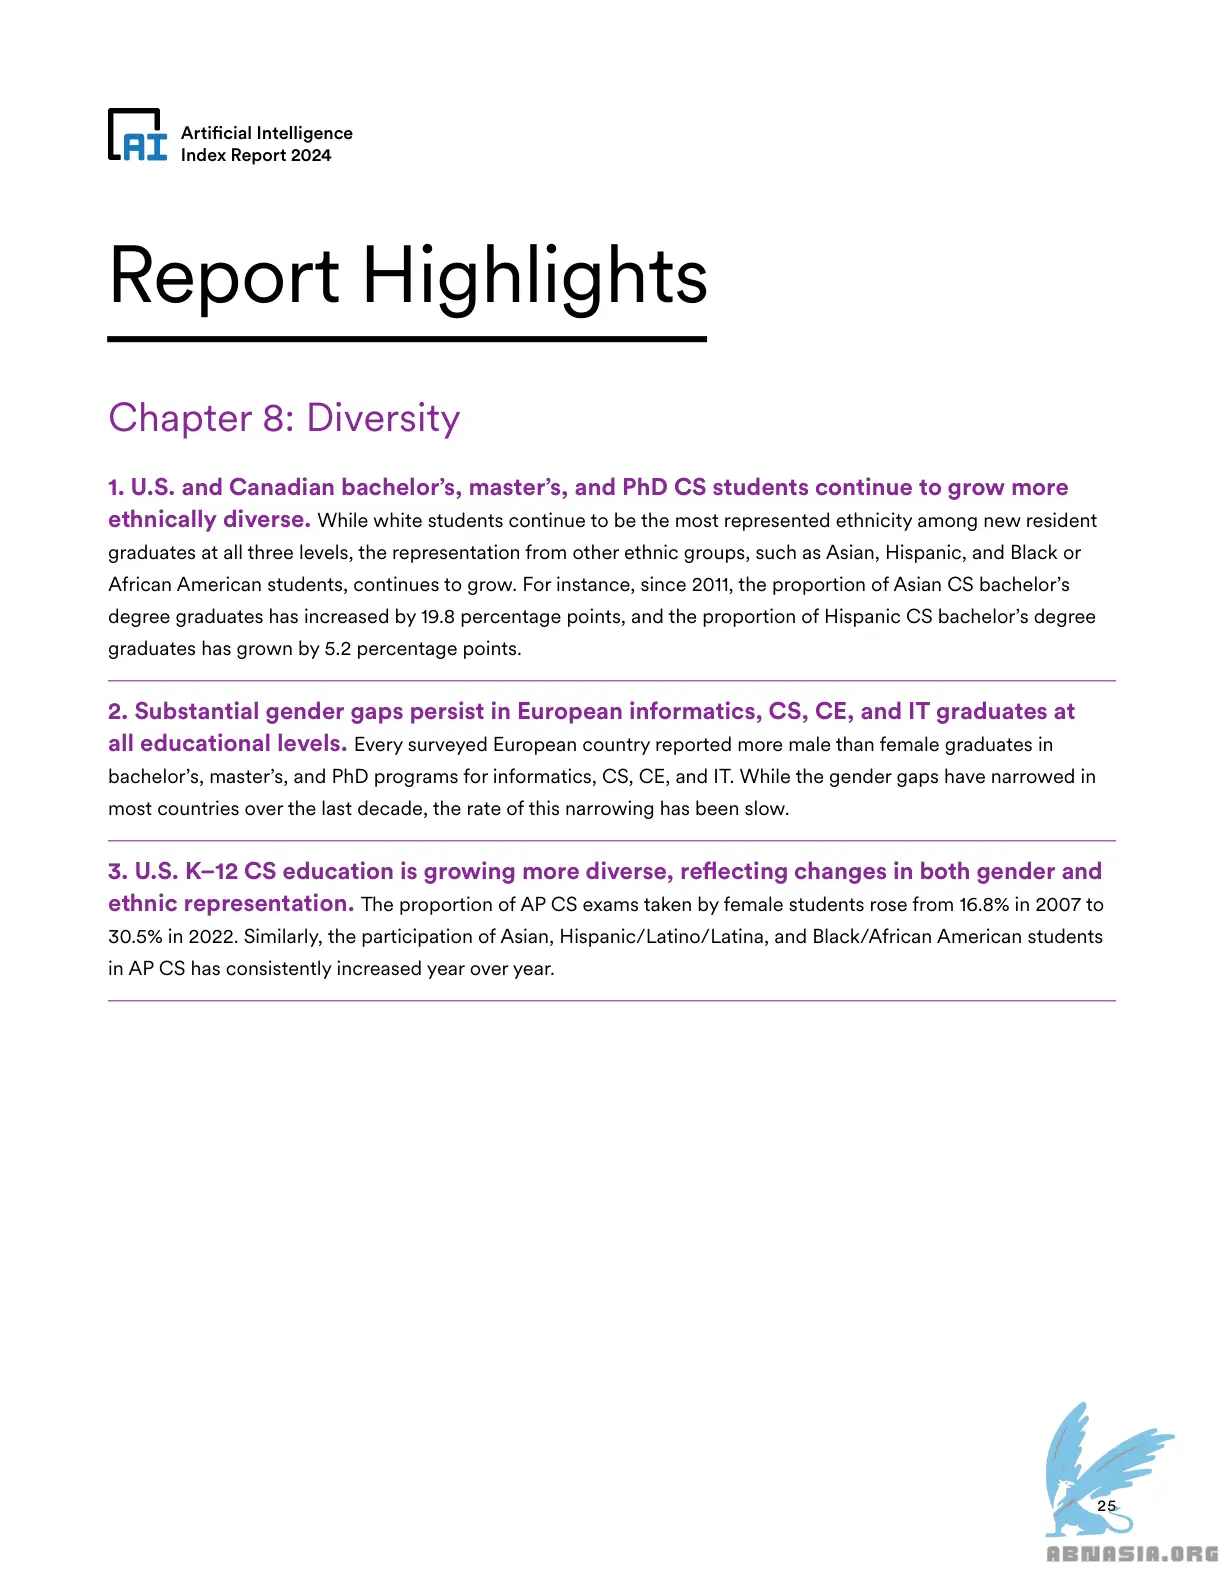 AI
Artificial Intelligence
Index Report 2024
Report Highlights
Chapter 8: Diversity
1. U.S. and Canadian bachelor’s, master’s, and PhD CS students continue to grow more
ethnically diverse. While white students continue to be the most represented ethnicity among new resident
graduates at all three levels, the representation from other ethnic groups, such as Asian, Hispanic, and Black or
African American students, continues to grow. For instance, since 2011, the proportion of Asian CS bachelor’s
degree graduates has increased by 19.8 percentage points, and the proportion of Hispanic CS bachelor’s degree
graduates has grown by 5.2 percentage points.
2. Substantial gender gaps persist in European informatics, CS, CE, and IT graduates at
all educational levels. Every surveyed European country reported more male than female graduates in
bachelor’s, master’s, and PhD programs for informatics, CS, CE, and IT. While the gender gaps have narrowed in
most countries over the last decade, the rate of this narrowing has been slow.
3. U.S. K–12 CS education is growing more diverse, reflecting changes in both gender and
ethnic representation. The proportion of AP CS exams taken by female students rose from 16.8% in 2007 to
30.5% in 2022. Similarly, the participation of Asian, Hispanic/Latino/Latina, and Black/African American students
in AP CS has consistently increased year over year.
25
ABNASIA.ORG